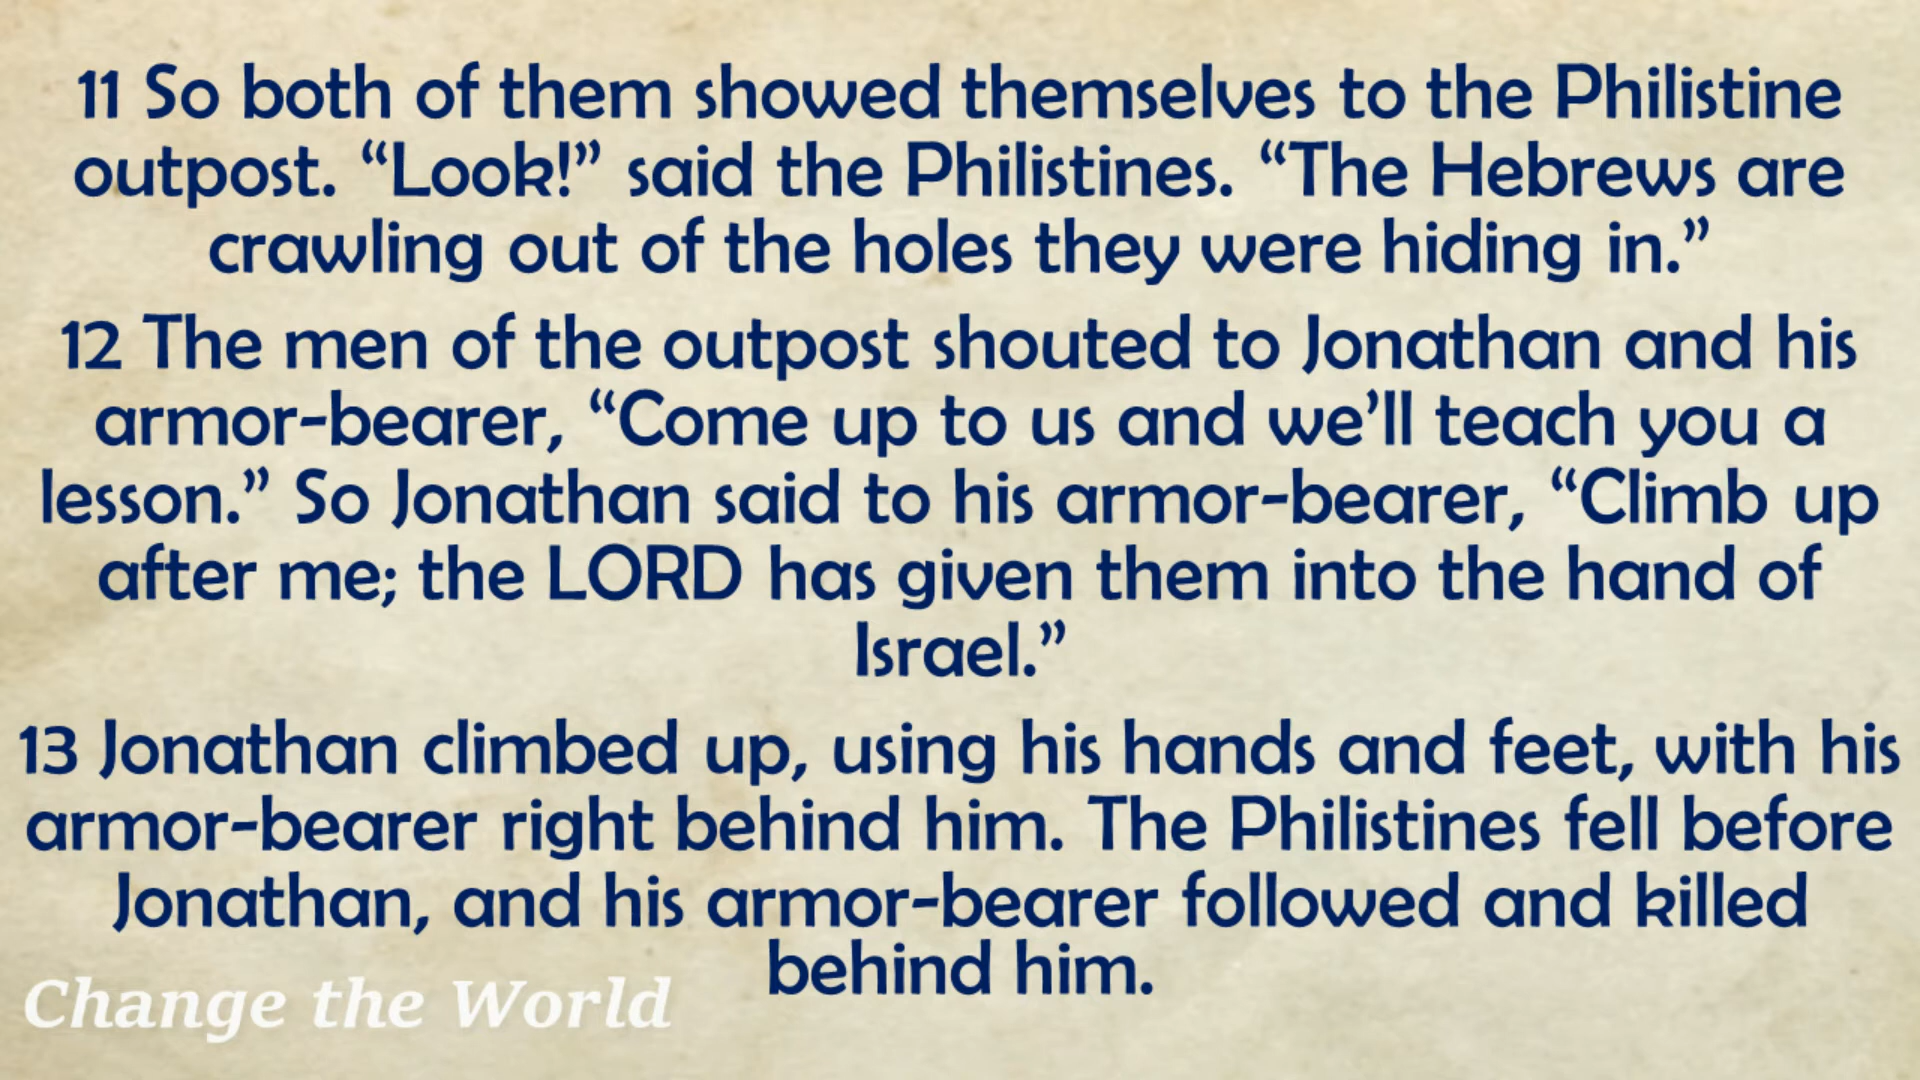 11 So both of them showed themselves to the Philistine
outpost. “Look!” said the Philistines. “The Hebrews are
crawling out of the holes they were hiding in.”
12 The men of the outpost shouted to Jonathan and his
armor-bearer, “Come up to us and we’ll teach you a
lesson.” So Jonathan said to his armor-bearer, “Climb up
after me; the LORD has given them into the hand of
Israel.”
13 Jonathan climbed up, using his hands and feet, with his
armor-bearer right behind him. The Philistines fell before
Jonathan, and his armor-bearer followed and killed
behind him.
Change the World